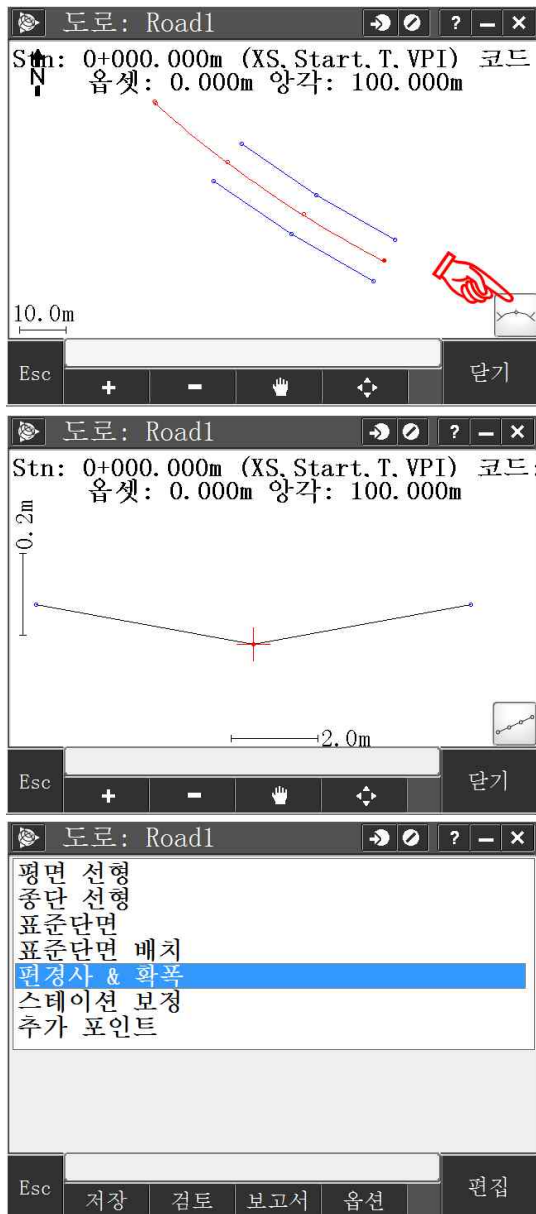 도로: Road1
? – ×
Stn: 0+000.000m (XS,Start,T,VPI) 코드
옵셋: 0.000m 앙각: 100.000m
N
10.0m
Esc
+ –
닫기
도로: Road1
? – ×
Stn: 0+000.000m (XS,Start,T,VPI) 코드:
옵셋: 0.000m 앙각: 100.000m
0.2m
2.0m
Esc
+ –
닫기
도로: Road1
? – ×
평면 선형
종단 선형
표준단면
표준단면 배치
편경사 & 확폭
스테이션 보정
추가 포인트
Esc
저장 검토 보고서 옵션
편집